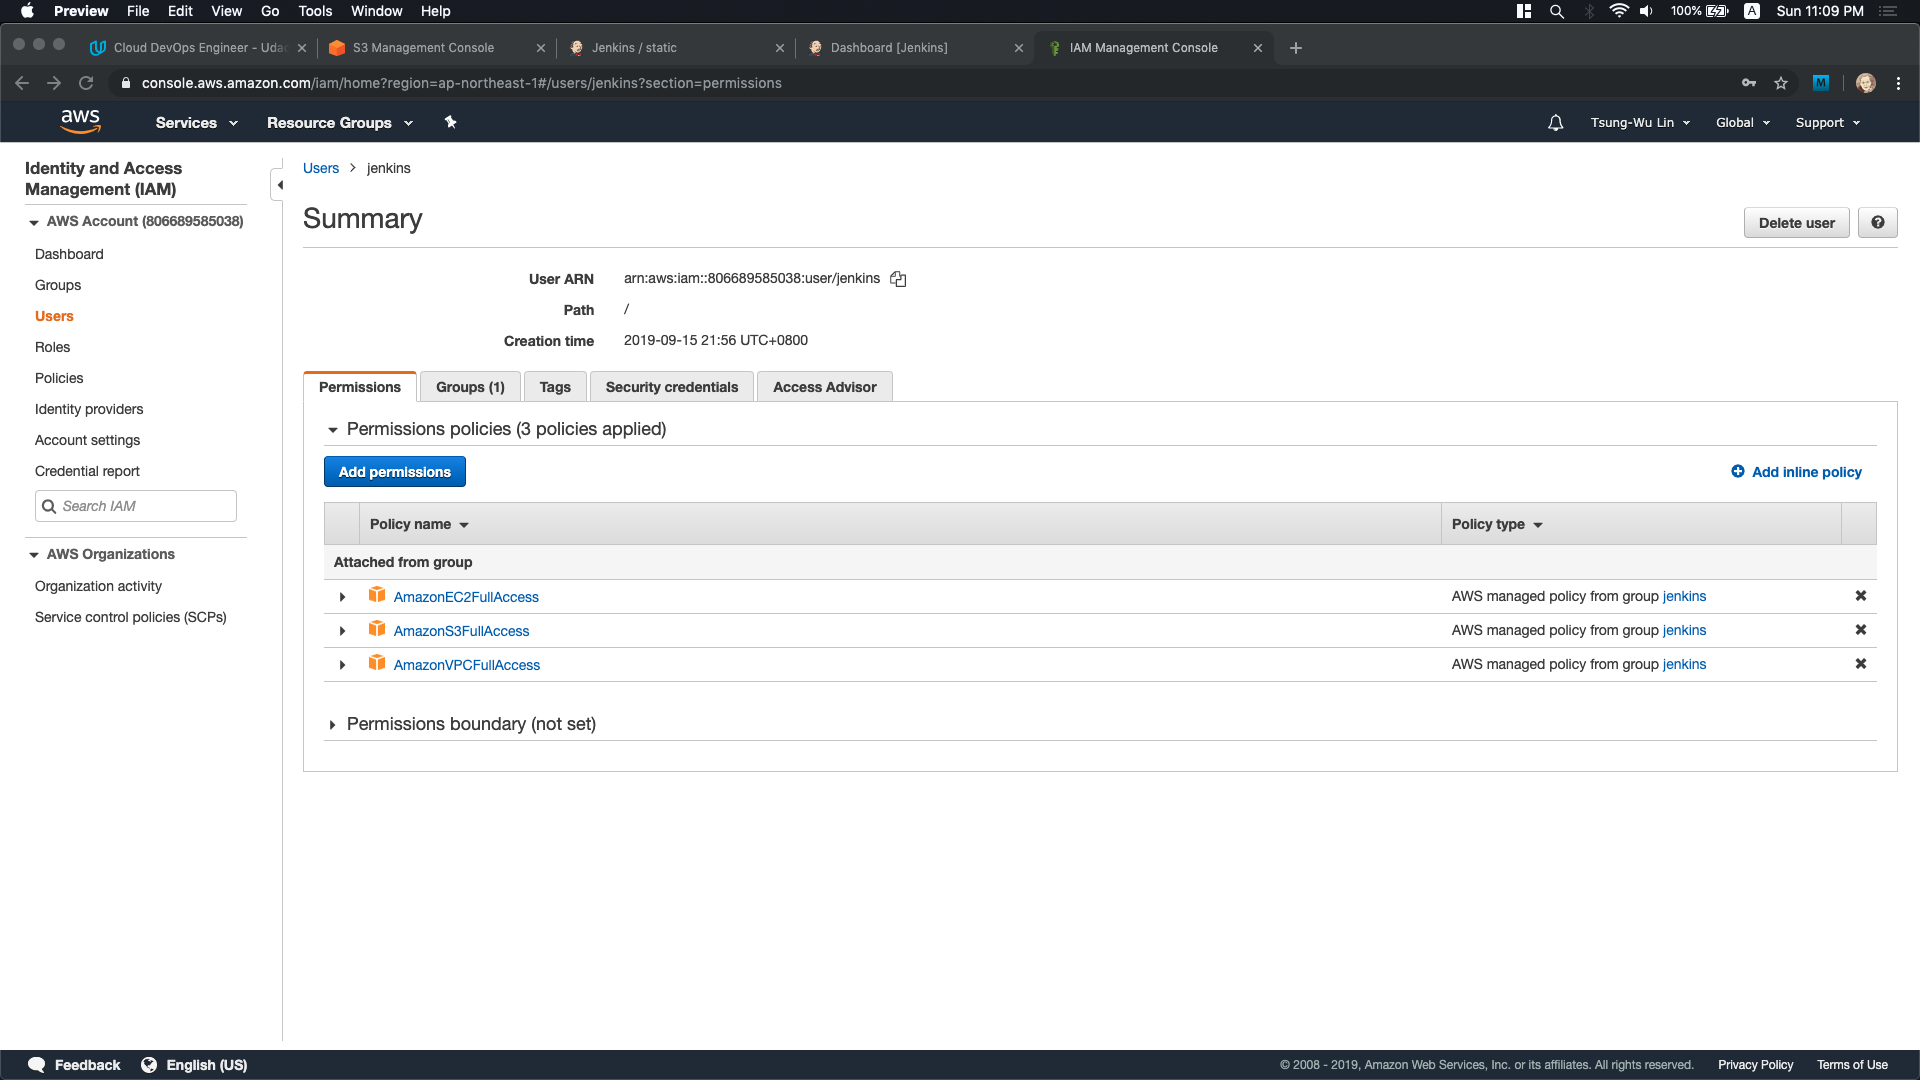 Preview File Edit View Go Tools Window Help 100% A Sun 11:09 PM
Cloud DevOps Engineer - Udac S3 Management Console Jenkins / static Dashboard [Jenkins] IAM Management Console
console.aws.amazon.com/iam/home?region=ap-northeast-1#/users/jenkins?section=permissions M
aws Services Resource Groups Tsung-Wu Lin Global Support
Identity and Access
Management (IAM)
AWS Account (806689585038)
Dashboard
Groups
Users
Roles
Policies
Identity providers
Account settings
Credential report
Search IAM
AWS Organizations
Organization activity
Service control policies (SCPs)
Users > jenkins
Summary
Delete user ?
User ARN arn:aws:iam::806689585038:user/jenkins
Path /
Creation time 2019-09-15 21:56 UTC+0800
Permissions Groups (1) Tags Security credentials Access Advisor
Permissions policies (3 policies applied)
Add permissions Add inline policy
Policy name Policy type
Attached from group
AmazonEC2FullAccess AWS managed policy from group jenkins
AmazonS3FullAccess AWS managed policy from group jenkins
AmazonVPCFullAccess AWS managed policy from group jenkins
Permissions boundary (not set)
Feedback English (US) © 2008 - 2019, Amazon Web Services, Inc. or its affiliates. All rights reserved. Privacy Policy Terms of Use